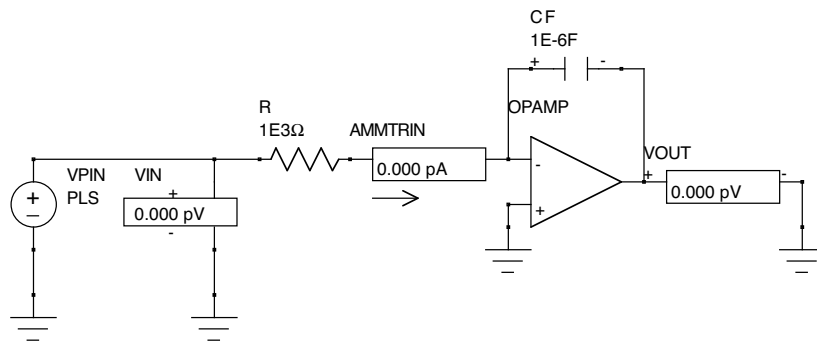 CF
1E-6F
+ -
R
1E3Ω
AMMTRIN
OPAMP
VPIN
PLS
VIN
+
-
+
0.000 pV
-
0.000 pA
-
+
VOUT
+ -
0.000 pV